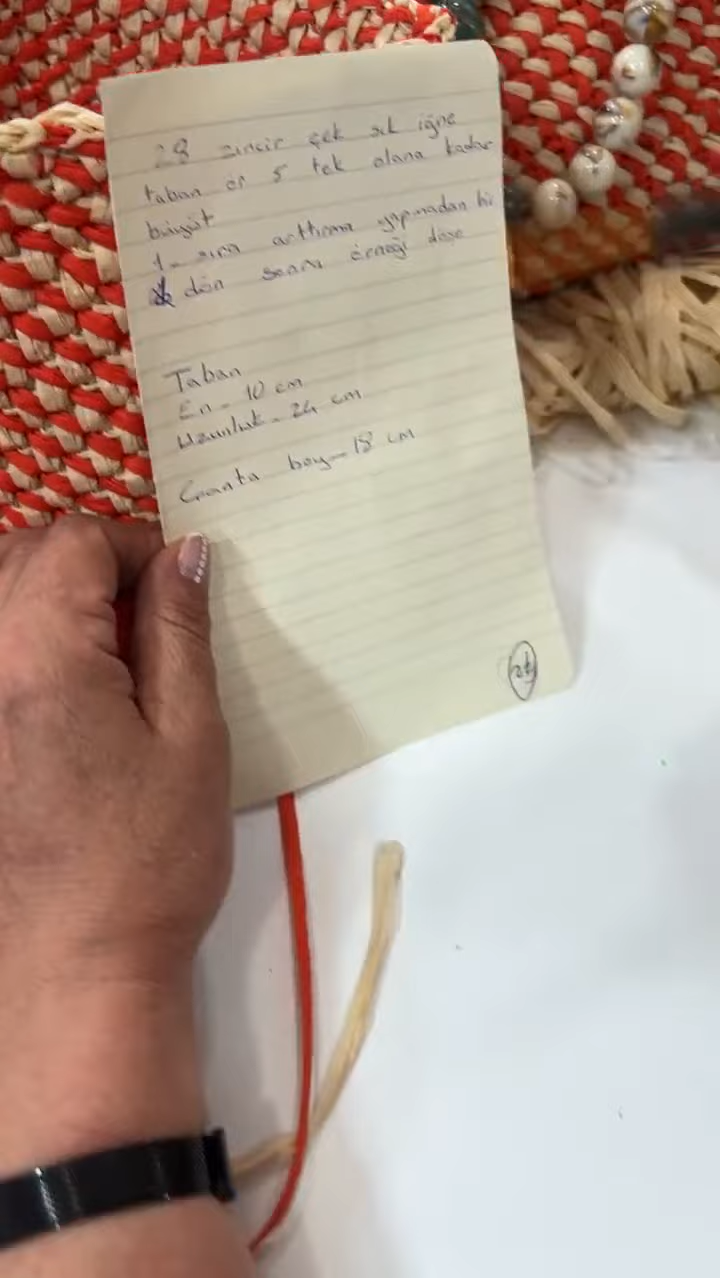 28 zincir çek sık iğne
taban ör 5 tek olana kadar
büyüt
1 - sıra arttırma yapmadan bir
dön sonra örneği döşe
Taban
En - 10 cm
Uzunluk - 24 cm
Çanta boy - 18 cm